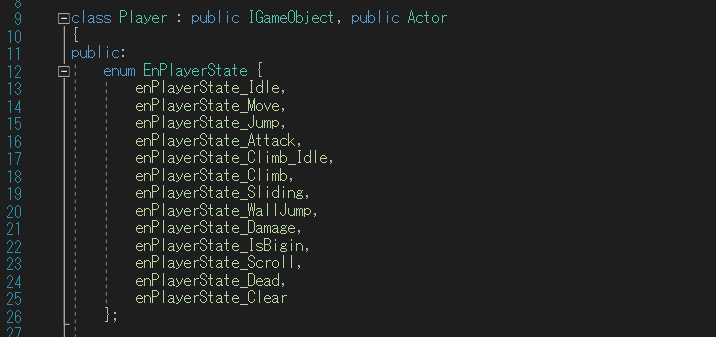 8
9 class Player : public IGameObject, public Actor
10 {
11 public:
12 enum EnPlayerState {
13 enPlayerState_Idle,
14 enPlayerState_Move,
15 enPlayerState_Jump,
16 enPlayerState_Attack,
17 enPlayerState_Climb_Idle,
18 enPlayerState_Climb,
19 enPlayerState_Sliding,
20 enPlayerState_WallJump,
21 enPlayerState_Damage,
22 enPlayerState_IsBigin,
23 enPlayerState_Scroll,
24 enPlayerState_Dead,
25 enPlayerState_Clear
26 };
27